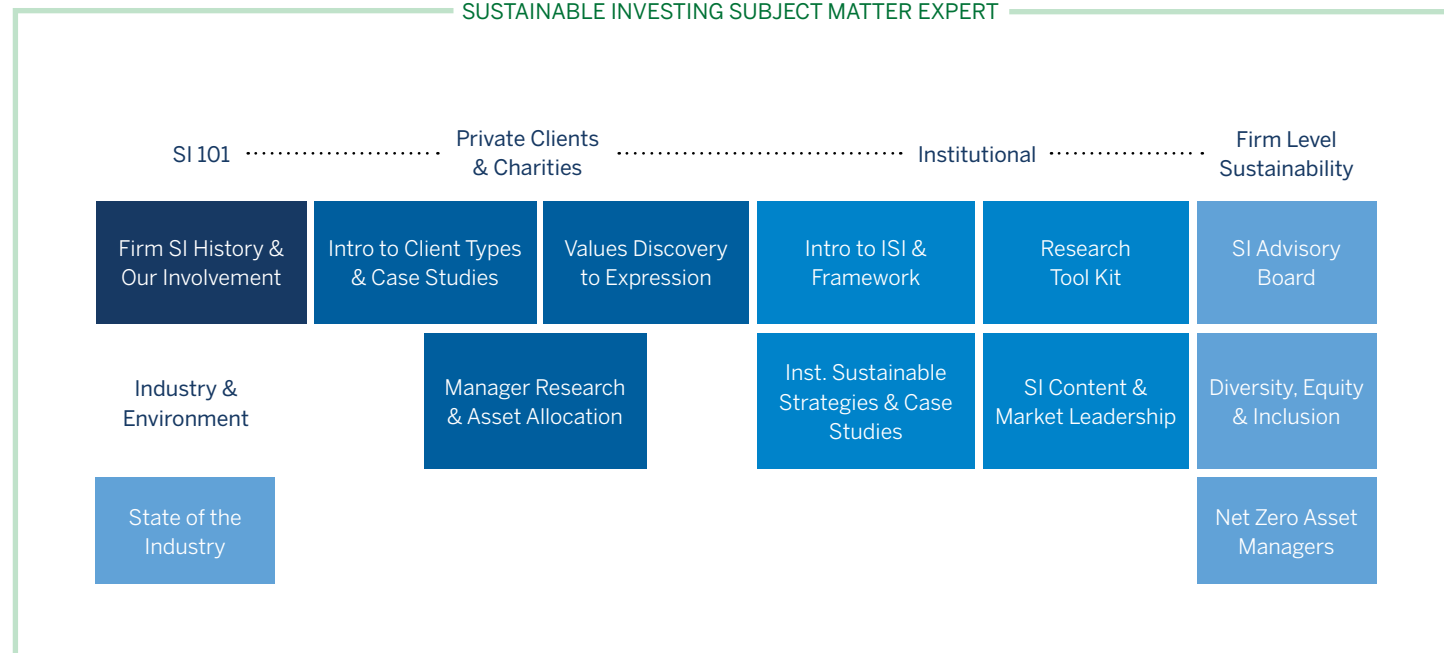 SUSTAINABLE INVESTING SUBJECT MATTER EXPERT
SI 101
Private Clients
& Charities
Institutional
Firm Level
Sustainability
Firm SI History &
Our Involvement
Intro to Client Types
& Case Studies
Values Discovery
to Expression
Intro to ISI &
Framework
Research
Tool Kit
SI Advisory
Board
Industry &
Environment
Manager Research
& Asset Allocation
Inst. Sustainable
Strategies & Case
Studies
SI Content &
Market Leadership
Diversity, Equity
& Inclusion
State of the
Industry
Net Zero Asset
Managers